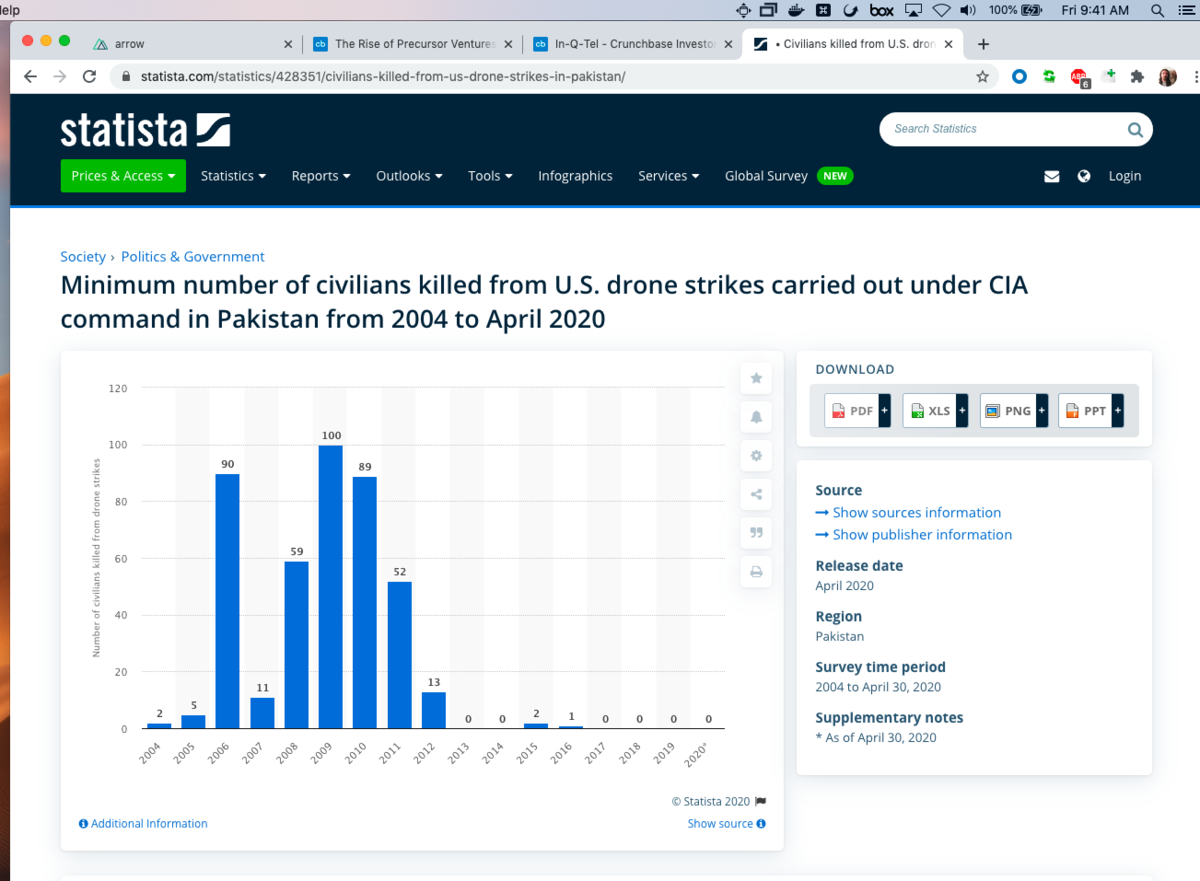 elp
box
100%
Fri 9:41 AM
arrow
The Rise of Precursor Ventures
In-Q-Tel - Crunchbase Investo
• Civilians killed from U.S. dron
statista.com/statistics/428351/civilians-killed-from-us-drone-strikes-in-pakistan/
ABP
6
statista
Search Statistics
Prices & Access
Statistics
Reports
Outlooks
Tools
Infographics
Services
Global Survey
NEW
Login
Society › Politics & Government
Minimum number of civilians killed from U.S. drone strikes carried out under CIA
command in Pakistan from 2004 to April 2020
Number of civilians killed from drone strikes
120
100
80
60
40
20
0
2
5
90
11
59
100
89
52
13
0
0
2
1
0
0
0
0
2004
2005
2006
2007
2008
2009
2010
2011
2012
2013
2014
2015
2016
2017
2018
2019
2020*
© Statista 2020
Additional Information
Show source
DOWNLOAD
PDF +
XLS +
PNG +
PPT +
Source
Show sources information
Show publisher information
Release date
April 2020
Region
Pakistan
Survey time period
2004 to April 30, 2020
Supplementary notes
* As of April 30, 2020